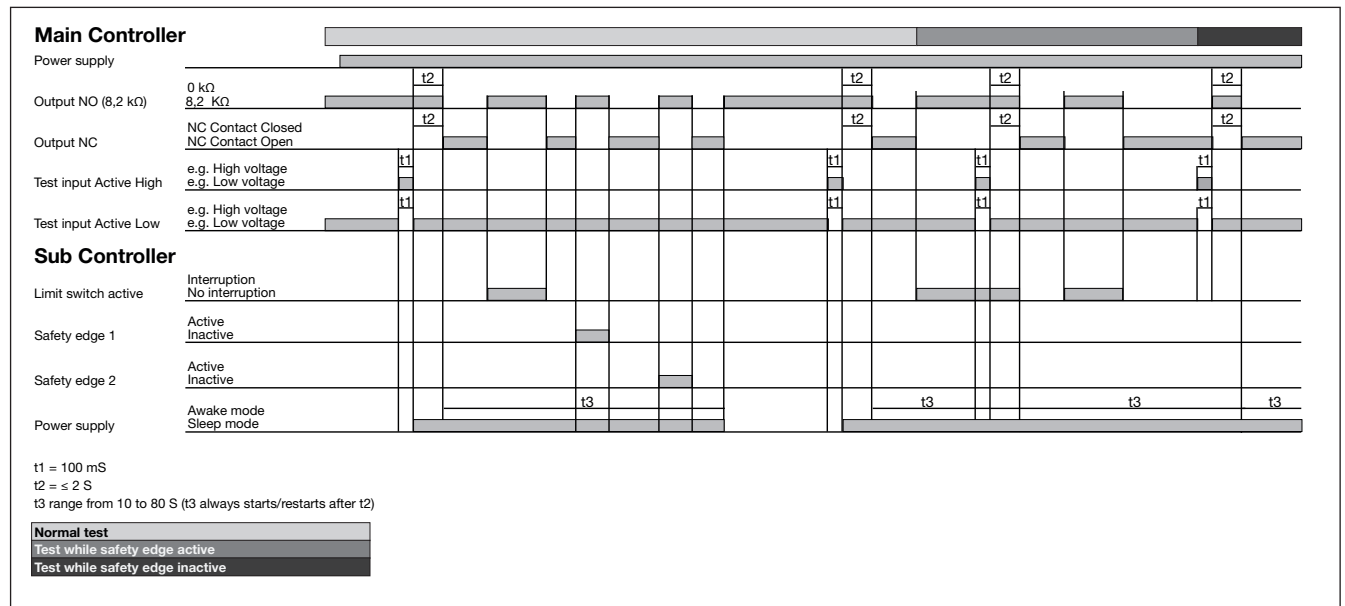 Main Controller
Power supply
t2 t2 t2 t2
0 kΩ
Output NO (8,2 kΩ) 8,2 KΩ
t2 t2 t2 t2
NC Contact Closed
Output NC NC Contact Open
t1 t1 t1 t1
e.g. High voltage
Test input Active High e.g. Low voltage
t1 t1 t1 t1
e.g. High voltage
Test input Active Low e.g. Low voltage
Sub Controller
Interruption
Limit switch active No interruption
Active
Safety edge 1 Inactive
Active
Safety edge 2 Inactive
t3 t3 t3 t3
Awake mode
Power supply Sleep mode
t1 = 100 mS
t2 = ≤ 2 S
t3 range from 10 to 80 S (t3 always starts/restarts after t2)
Normal test
Test while safety edge active
Test while safety edge inactive